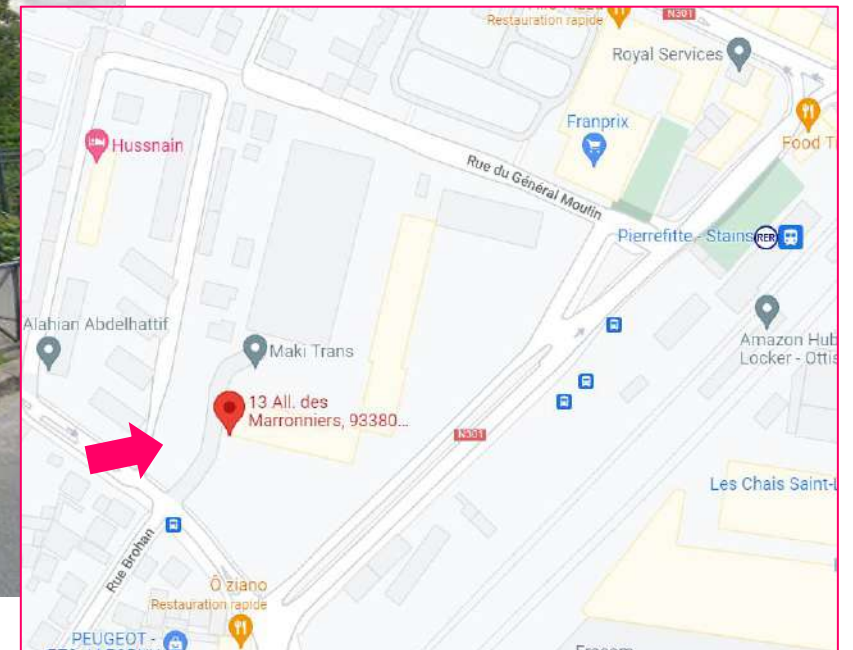 Restauration rapide
N301
Royal Services
Franprix
Food
Hussnain
Rue du Général Moulin
Pierrefitte - Stains
RER
Alahian Abdelhattif
Maki Trans
Amazon Hub
Locker - Ottis
13 All. des
Marronniers, 93380...
N301
Les Chais Saint-
Rue Brohan
Ô ziano
Restauration rapide
PEUGEOT -